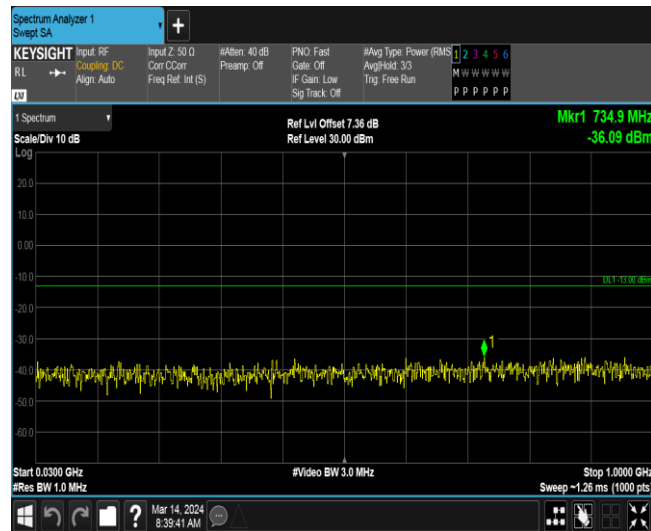 Spectrum Analyzer 1
Swept SA
+
KEYSIGHT
RL
LXI
Input: RF
Coupling: DC
Align: Auto
Input Z: 50 Ω
Corr CCorr
Freq Ref: Int (S)
#Atten: 40 dB
Preamp: Off
PNO: Fast
Gate: Off
IF Gain: Low
Sig Track: Off
#Avg Type: Power (RMS
Avg|Hold: 3/3
Trig: Free Run
1 2 3 4 5 6
M W W W W W
P P P P P P
1 Spectrum
Scale/Div 10 dB
Log
Ref Lvl Offset 7.36 dB
Ref Level 30.00 dBm
Mkr1 734.9 MHz
-36.09 dBm
20.0
10.0
0.00
-10.0
DL1 -13.00 dBm
-20.0
-30.0
1
-40.0
-50.0
-60.0
Start 0.0300 GHz
#Res BW 1.0 MHz
#Video BW 3.0 MHz
Stop 1.0000 GHz
Sweep ~1.26 ms (1000 pts)
?
Mar 14, 2024
8:39:41 AM